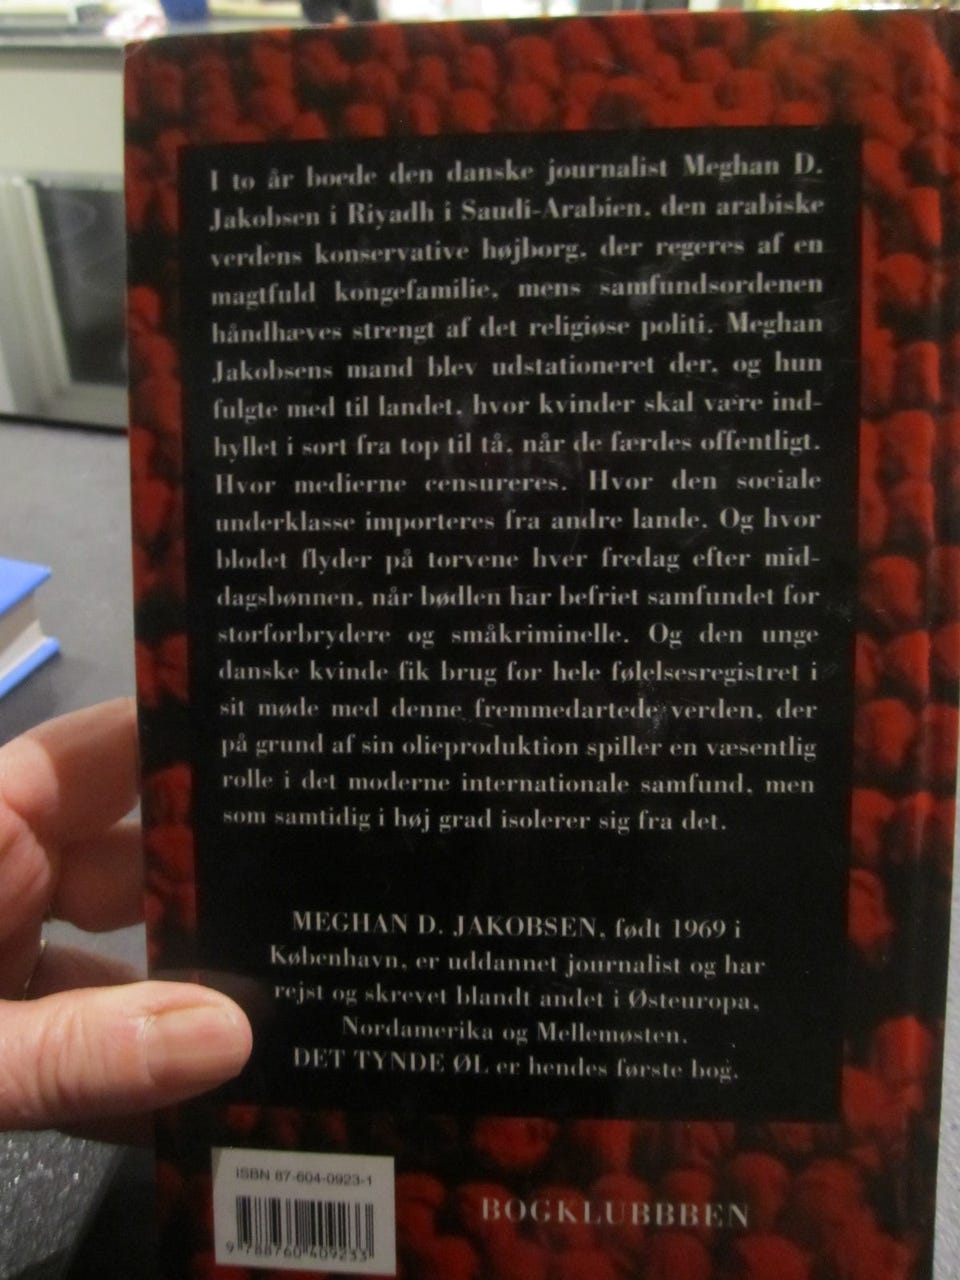 I to år boede den danske journalist Meghan D.
Jakobsen i Riyadh i Saudi-Arabien, den arabiske
verdens konservative højborg, der regeres af en
magtfuld kongefamilie, mens samfundsordenen
håndhæves strengt af det religiøse politi. Meghan
Jakobsens mand blev udstationeret der, og hun
fulgte med til landet, hvor kvinder skal være ind-
hyllet i sort fra top til tå, når de færdes offentligt.
Hvor medierne censureres. Hvor den sociale
underklasse importeres fra andre lande. Og hvor
blodet flyder på torvene hver fredag efter mid-
dagsbønnen, når bødlen har befriet samfundet for
storforbrydere og småkriminelle. Og den unge
danske kvinde fik brug for hele følelsesregistret i
sit møde med denne fremmedartede verden, der
på grund af sin olieproduktion spiller en væsentlig
rolle i det moderne internationale samfund, men
som samtidig i høj grad isolerer sig fra det.
MEGHAN D. JAKOBSEN, født 1969 i
København, er uddannet journalist og har
rejst og skrevet blandt andet i Østeuropa,
Nordamerika og Mellemøsten.
DET TYNDE ØL er hendes første bog.
ISBN 87-604-0923-1
9 788760 409233
BOGKLUBBBEN